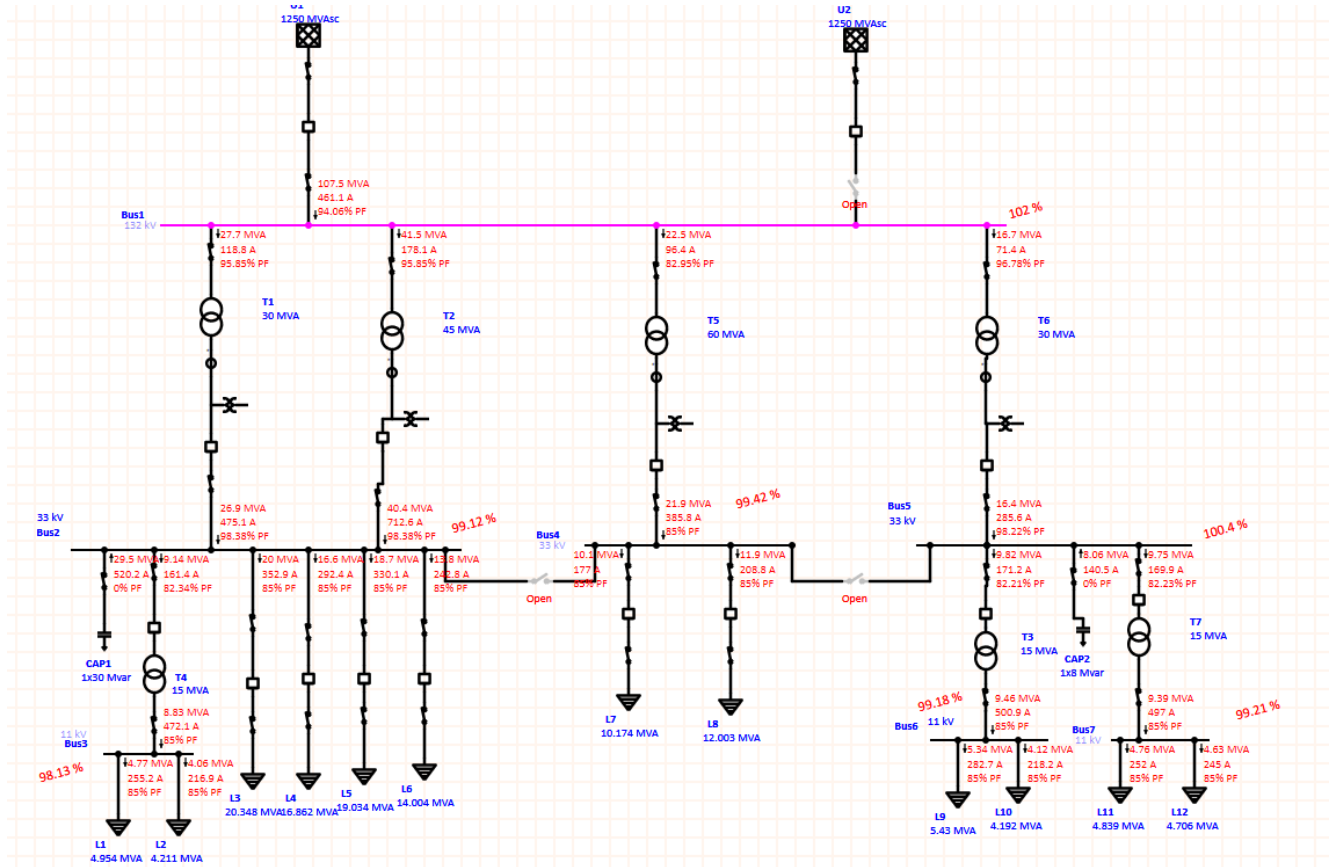 U1
1250 MVAsc
U2
1250 MVAsc
107.5 MVA
461.1 A
94.06% PF
Open
Bus1
132 kV
102 %
27.7 MVA
118.8 A
95.85% PF
41.5 MVA
178.1 A
95.85% PF
22.5 MVA
96.4 A
82.95% PF
16.7 MVA
71.4 A
96.78% PF
T1
30 MVA
T2
45 MVA
T5
60 MVA
T6
30 MVA
26.9 MVA
475.1 A
98.38% PF
40.4 MVA
712.6 A
98.38% PF
99.12 %
21.9 MVA
385.8 A
85% PF
99.42 %
16.4 MVA
285.6 A
98.22% PF
100.4 %
33 kV
Bus2
Bus4
33 kV
Bus5
33 kV
29.5
520.2 A
0% PF
9.14 MVA
161.4 A
82.34% PF
20 MVA
352.9 A
85% PF
16.6 MVA
292.4 A
85% PF
18.7 MVA
330.1 A
85% PF
13.8 MVA
242.8 A
85% PF
Open
10.1 MVA
177 A
85% PF
11.9 MVA
208.8 A
85% PF
Open
9.82 MVA
171.2 A
82.21% PF
8.06 MVA
140.5 A
0% PF
9.75 MVA
169.9 A
82.23% PF
CAP1
1x30 Mvar
T4
15 MVA
T3
15 MVA
CAP2
1x8 Mvar
T7
15 MVA
8.83 MVA
472.1 A
85% PF
11 kV
Bus3
98.13 %
4.77 MVA
255.2 A
85% PF
4.06 MVA
216.9 A
85% PF
L1
4.954 MVA
L2
4.211 MVA
L3
20.348 MVA
L4
16.862 MVA
L5
19.034 MVA
L6
14.004 MVA
L7
10.174 MVA
L8
12.003 MVA
99.18 %
9.46 MVA
500.9 A
85% PF
Bus6
11 kV
9.39 MVA
497 A
85% PF
99.21 %
Bus7
11 kV
5.34 MVA
282.7 A
85% PF
4.12 MVA
218.2 A
85% PF
4.76 MVA
252 A
85% PF
4.63 MVA
245 A
85% PF
L9
5.43 MVA
L10
4.192 MVA
L11
4.839 MVA
L12
4.706 MVA